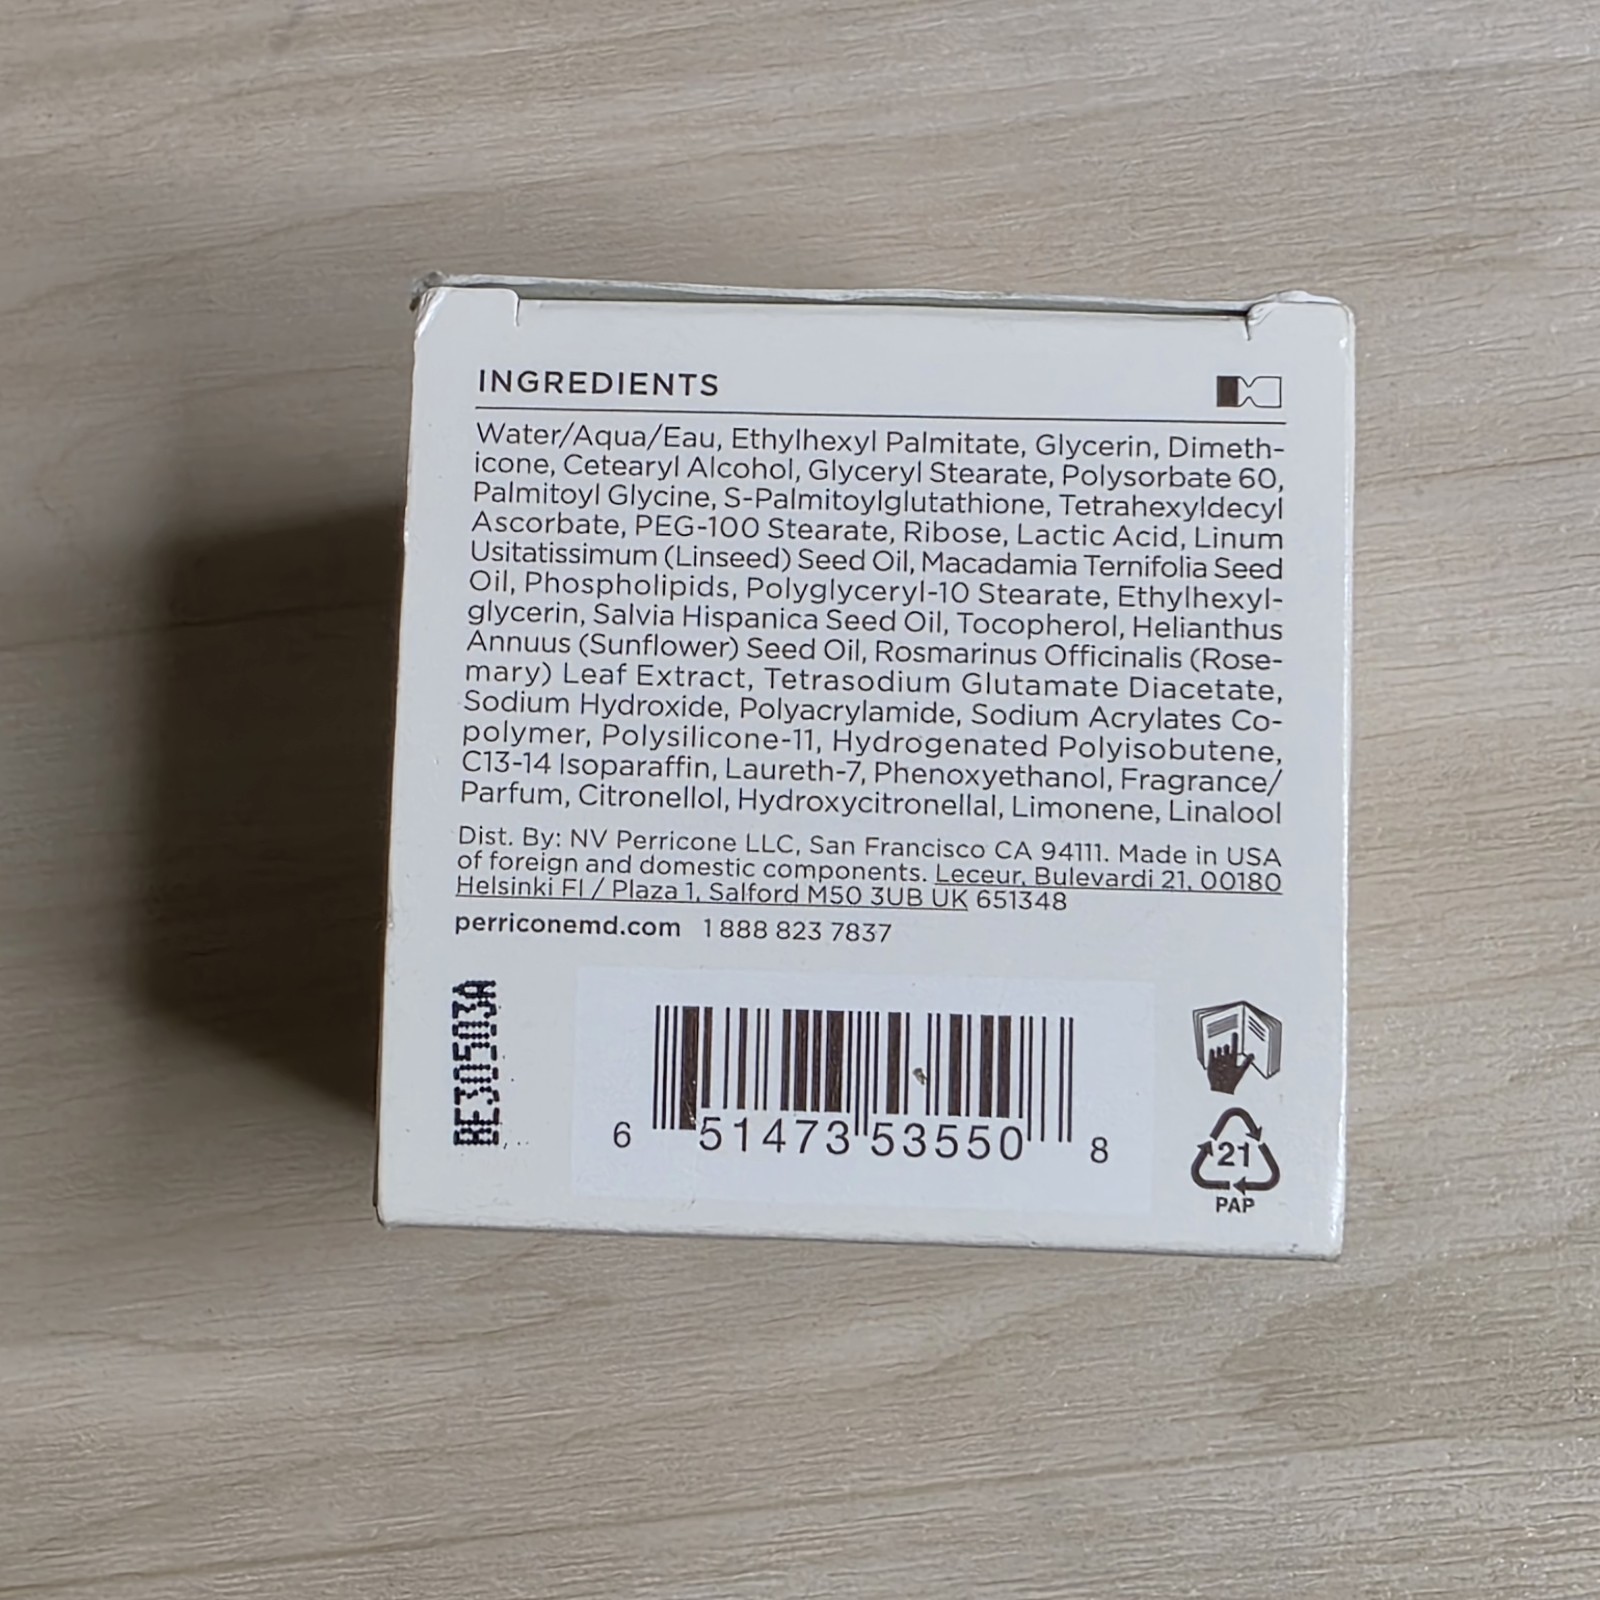 INGREDIENTS
Water/Aqua/Eau, Ethylhexyl Palmitate, Glycerin, Dimeth-
icone, Cetearyl Alcohol, Glyceryl Stearate, Polysorbate 60,
Palmitoyl Glycine, S-Palmitoylglutathione, Tetrahexyldecyl
Ascorbate, PEG-100 Stearate, Ribose, Lactic Acid, Linum
Usitatissimum (Linseed) Seed Oil, Macadamia Ternifolia Seed
Oil, Phospholipids, Polyglyceryl-10 Stearate, Ethylhexyl-
glycerin, Salvia Hispanica Seed Oil, Tocopherol, Helianthus
Annuus (Sunflower) Seed Oil, Rosmarinus Officinalis (Rose-
mary) Leaf Extract, Tetrasodium Glutamate Diacetate,
Sodium Hydroxide, Polyacrylamide, Sodium Acrylates Co-
polymer, Polysilicone-11, Hydrogenated Polyisobutene,
C13-14 Isoparaffin, Laureth-7, Phenoxyethanol, Fragrance/
Parfum, Citronellol, Hydroxycitronellal, Limonene, Linalool
Dist. By: NV Perricone LLC, San Francisco CA 94111. Made in USA
of foreign and domestic components. Leceur, Bulevardi 21, 00180
Helsinki FI / Plaza 1, Salford M50 3UB UK 651348
perriconemd.com 1 888 823 7837
BE30503A
6 51473 53550 8
21
PAP